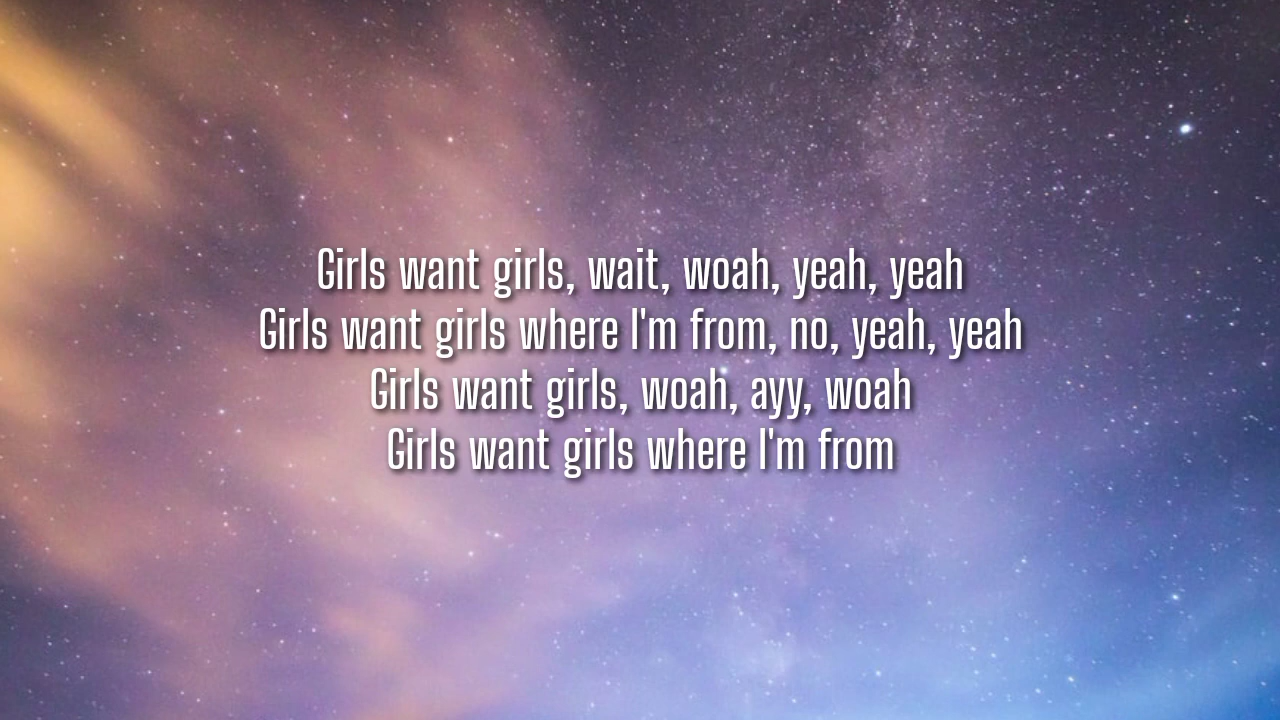 Girls want girls, wait, woah, yeah, yeah
Girls want girls where I'm from, no, yeah, yeah
Girls want girls, woah, ayy, woah
Girls want girls where I'm from